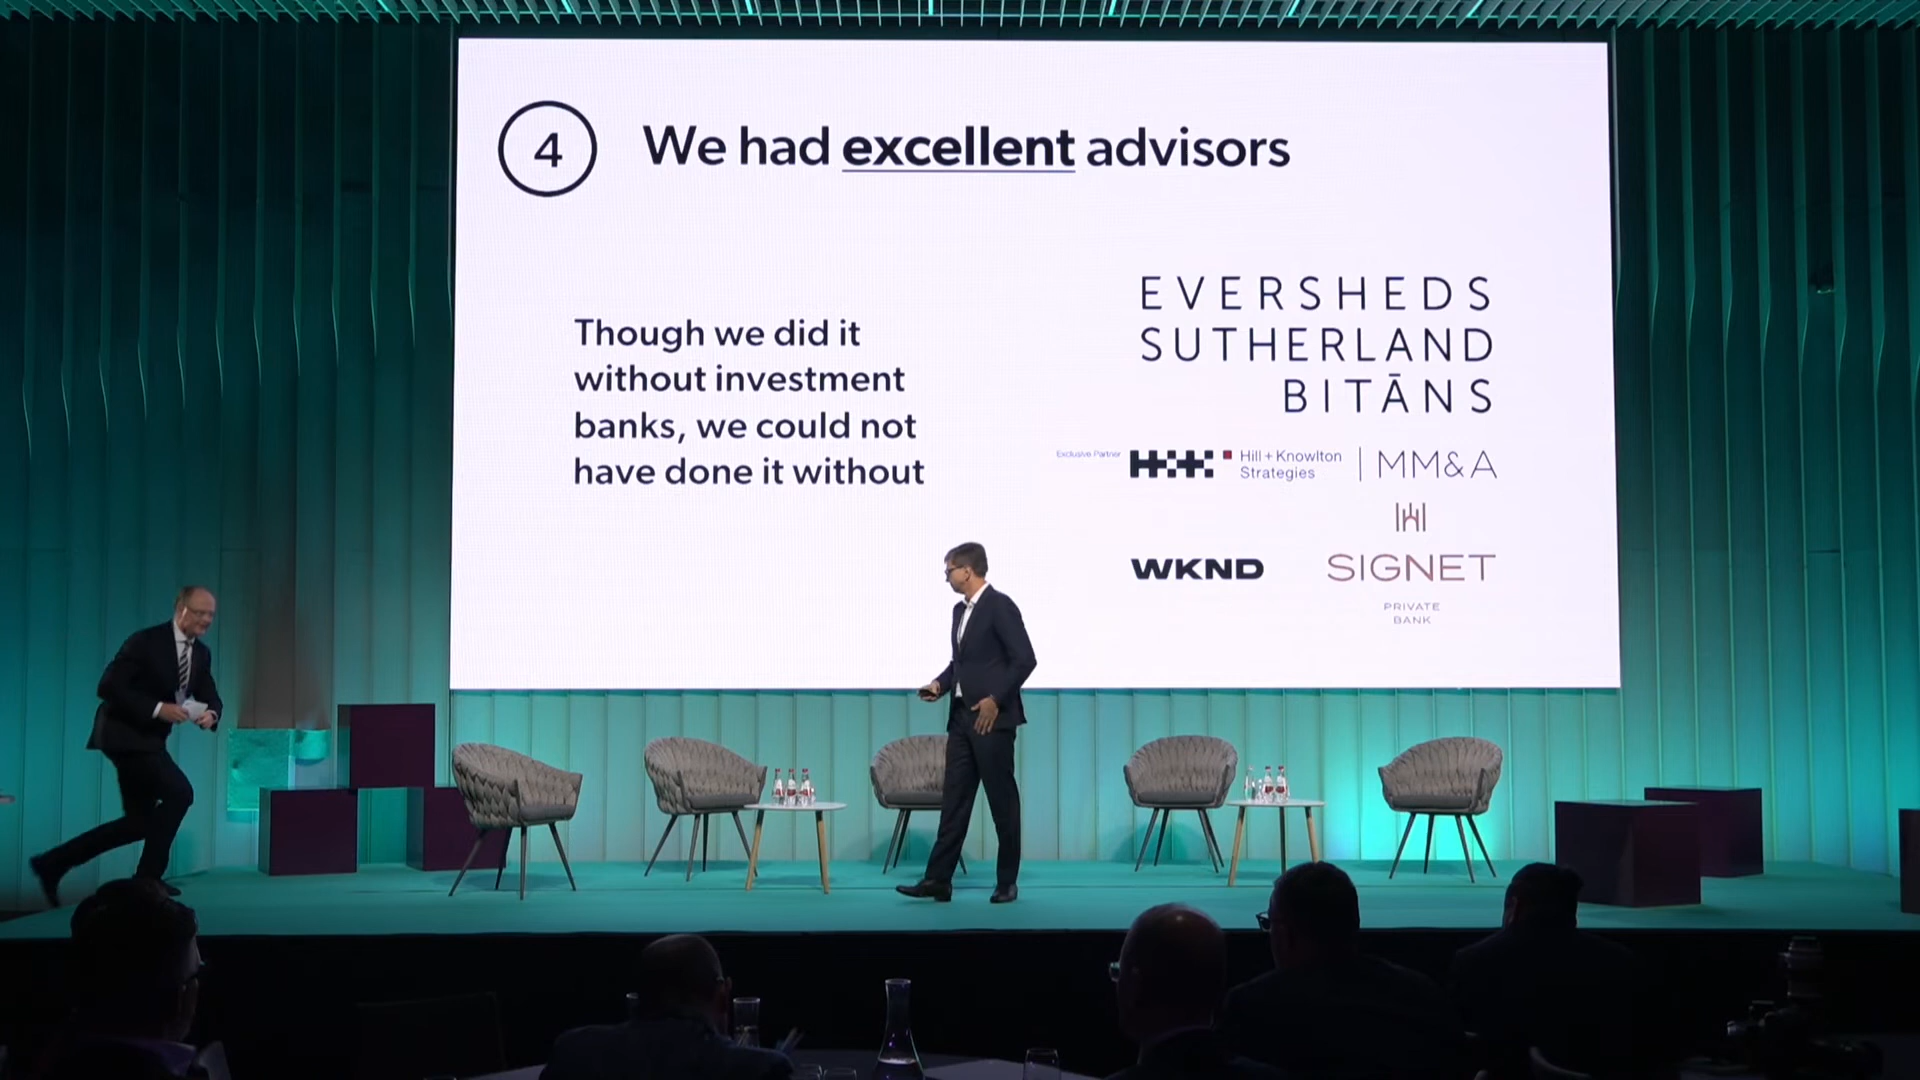 4
We had excellent advisors
Though we did it
without investment
banks, we could not
have done it without
EVERSHEDS
SUTHERLAND
BITĀNS
Exclusive Partner
H+K
Hill+Knowlton
Strategies
MM&A
WKND
SIGNET
PRIVATE
BANK